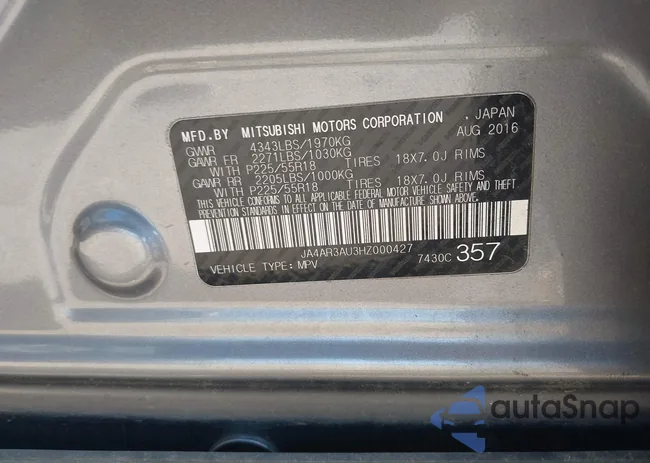 MFD.BY MITSUBISHI MOTORS CORPORATION , JAPAN
GVWR 4343LBS/1970KG AUG 2016
GAWR FR 2271LBS/1030KG
WITH P225/55R18 TIRES 18X7.0J RIMS
GAWR RR 2205LBS/1000KG
WITH P225/55R18 TIRES 18X7.0J RIMS
THIS VEHICLE CONFORMS TO ALL APPLICABLE FEDERAL MOTOR VEHICLE SAFETY AND THEFT
PREVENTION STANDARDS IN EFFECT ON THE DATE OF MANUFACTURE SHOWN ABOVE.
JA4AR3AU3HZ000427
VEHICLE TYPE: MPV 7430C 357
autoSnap